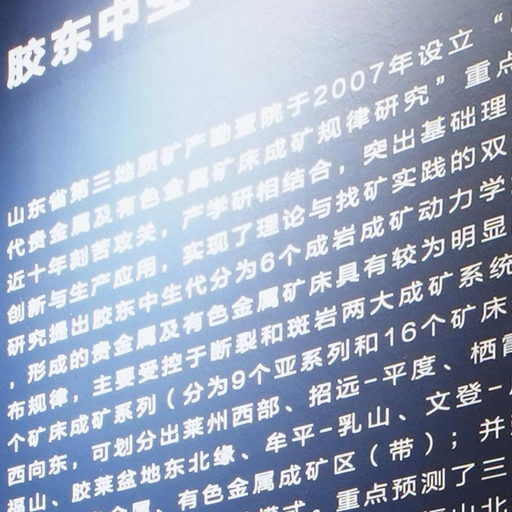 胶东中生
山东省第三地质矿产勘查院于2007年设立“
代贵金属及有色金属矿床成矿规律研究”重点
近十年刻苦攻关，产学研相结合，突出基础理
创新与生产应用，实现了理论与找矿实践的双
研究提出胶东中生代分为6个成岩成矿动力学
，形成的贵金属及有色金属矿床具有较为明显
布规律，主要受控于断裂和斑岩两大成矿系统
个矿床成矿系列（分为9个亚系列和16个矿床
西向东，可划分出莱州西部、招远-平度、栖霞
福山、胶莱盆地东北缘、牟平-乳山、文登-
金属、有色金属成矿区（带）；并
模式。重点预测了三
山北